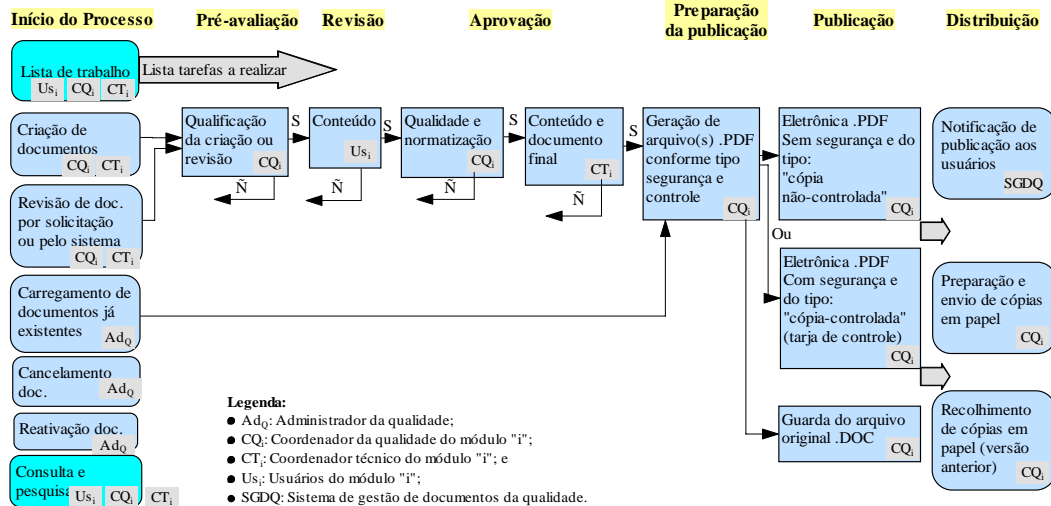 Início do Processo
Pré-avaliação
Revisão
Aprovação
Preparação
da publicação
Publicação
Distribuição
Lista de trabalho
Us i CQ i CT i
Lista tarefas a realizar
Criação de
documentos
CQ i CT i
Revisão de doc.
por solicitação
ou pelo sistema
CQ i CT i
Carregamento de
documentos já
existentes
Ad Q
Cancelamento
doc.
Ad Q
Reativação doc.
Ad Q
Consulta e
pesquisa
Us i CQ i CT i
Qualificação
da criação ou
revisão
CQ i
S
Ñ
Conteúdo
Us i
S
Ñ
Qualidade e
normatização
CQ i
S
Ñ
Conteúdo e
documento
final
CT i
S
Ñ
Geração de
arquivo(s) .PDF
conforme tipo
segurança e
controle
CQ i
Ou
Eletrônica .PDF
Sem segurança e do
tipo:
"cópia
não-controlada"
CQ i
Eletrônica .PDF
Com segurança e
do tipo:
"cópia-controlada"
(tarja de controle)
CQ i
Guarda do arquivo
original .DOC
CQ i
Notificação de
publicação aos
usuários
SGDQ
Preparação e
envio de cópias
em papel
CQ i
Recolhimento
de cópias em
papel (versão
anterior)
CQ i
Legenda:
● Ad Q: Administrador da qualidade;
● CQ i: Coordenador da qualidade do módulo "i";
● CT i: Coordenador técnico do módulo "i"; e
● Us i: Usuários do módulo "i";
● SGDQ: Sistema de gestão de documentos da qualidade.